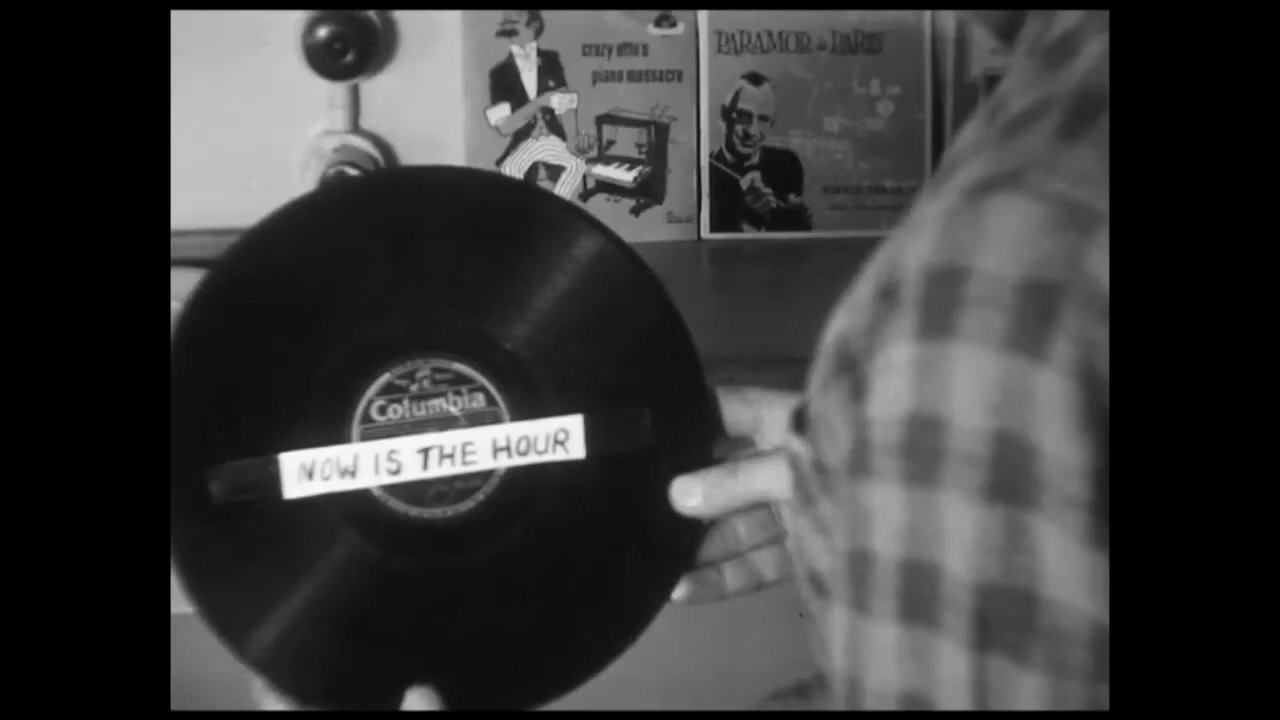 crazy otto's
piano massacre
PARAMOR in PARIS
Columbia
NOW IS THE HOUR